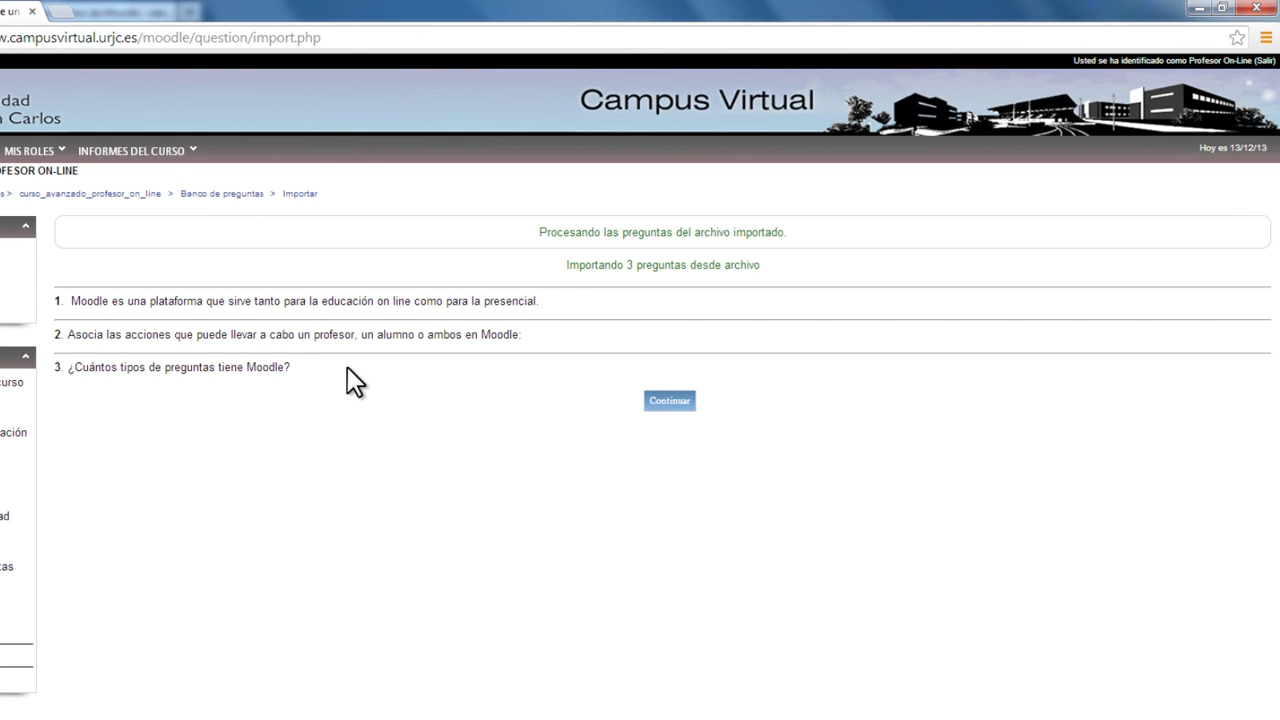 e un
w.campusvirtual.urjc.es/moodle/question/import.php
Usted se ha identificado como Profesor On-Line (Salir)
dad
n Carlos
Campus Virtual
MIS ROLES
INFORMES DEL CURSO
Hoy es 13/12/13
OFESOR ON-LINE
s > curso_avanzado_profesor_on_line > Banco de preguntas > Importar
Procesando las preguntas del archivo importado.
Importando 3 preguntas desde archivo
1. Moodle es una plataforma que sirve tanto para la educación on line como para la presencial.
2. Asocia las acciones que puede llevar a cabo un profesor, un alumno o ambos en Moodle:
3. ¿Cuántos tipos de preguntas tiene Moodle?
urso
Continuar
ación
ad
tas